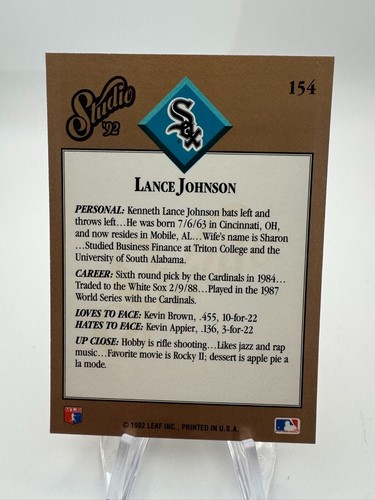 Studio
'92
154
Sox
LANCE JOHNSON
PERSONAL: Kenneth Lance Johnson bats left and
throws left...He was born 7/6/63 in Cincinnati, OH,
and now resides in Mobile, AL...Wife's name is Sharon
...Studied Business Finance at Triton College and the
University of South Alabama.
CAREER: Sixth round pick by the Cardinals in 1984...
Traded to the White Sox 2/9/88...Played in the 1987
World Series with the Cardinals.
LOVES TO FACE: Kevin Brown, .455, 10-for-22
HATES TO FACE: Kevin Appier, .136, 3-for-22
UP CLOSE: Hobby is rifle shooting...Likes jazz and rap
music...Favorite movie is Rocky II; dessert is apple pie a
la mode.
© 1992 LEAF INC., PRINTED IN U.S.A.